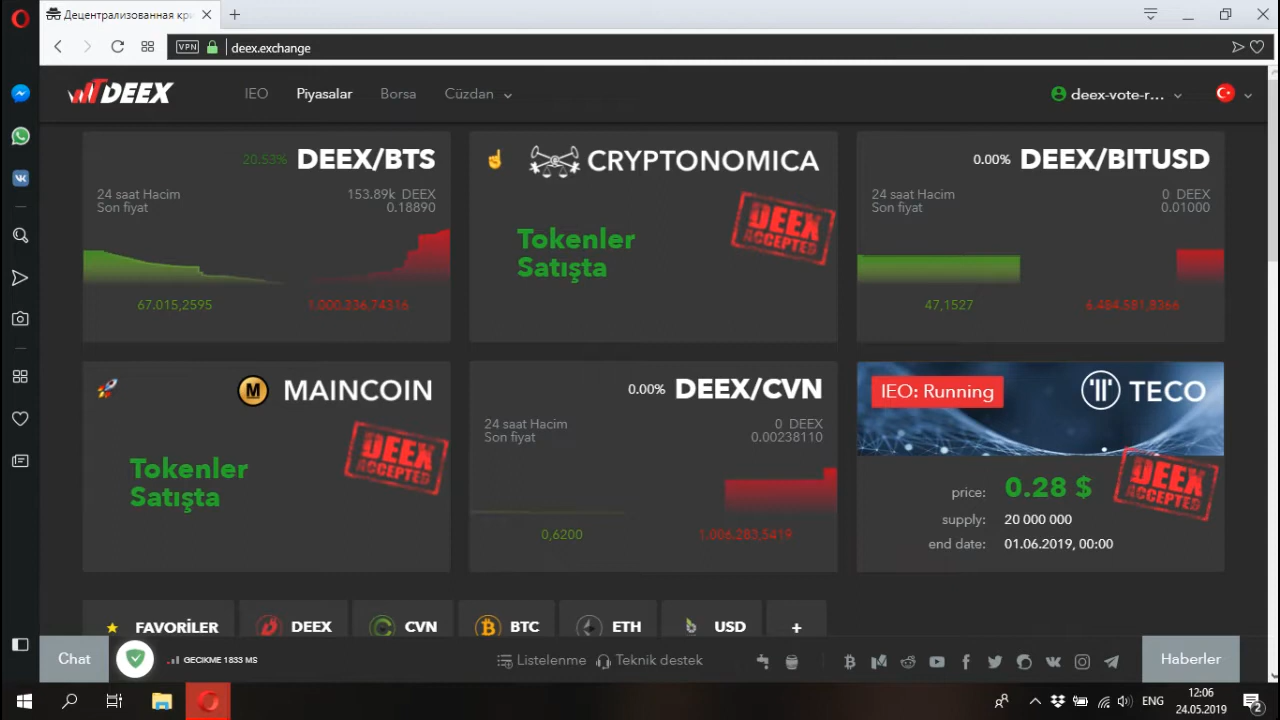 Децентрализованная кри
VPN
deex.exchange
DEEX
IEO
Piyasalar
Borsa
Cüzdan
deex-vote-r...
20.53% DEEX/BTS
24 saat Hacim 153.89k DEEX
Son fiyat 0.18890
67.015,2595 1.000.336,74316
CRYPTONOMICA
Tokenler
Satışta
DEEX
ACCEPTED
0.00% DEEX/BITUSD
24 saat Hacim 0 DEEX
Son fiyat 0.01000
47,1527 6.484.581,8366
M MAINCOIN
Tokenler
Satışta
DEEX
ACCEPTED
0.00% DEEX/CVN
24 saat Hacim 0 DEEX
Son fiyat 0.00238110
0,6200 1.006.283,5419
IEO: Running
TECO
DEEX
ACCEPTED
price: 0.28 $
supply: 20 000 000
end date: 01.06.2019, 00:00
FAVORİLER
DEEX
CVN
BTC
ETH
USD
+
Chat
GECIKME 1833 MS
Listelenme
Teknik destek
Haberler
ENG
12:06
24.05.2019
2